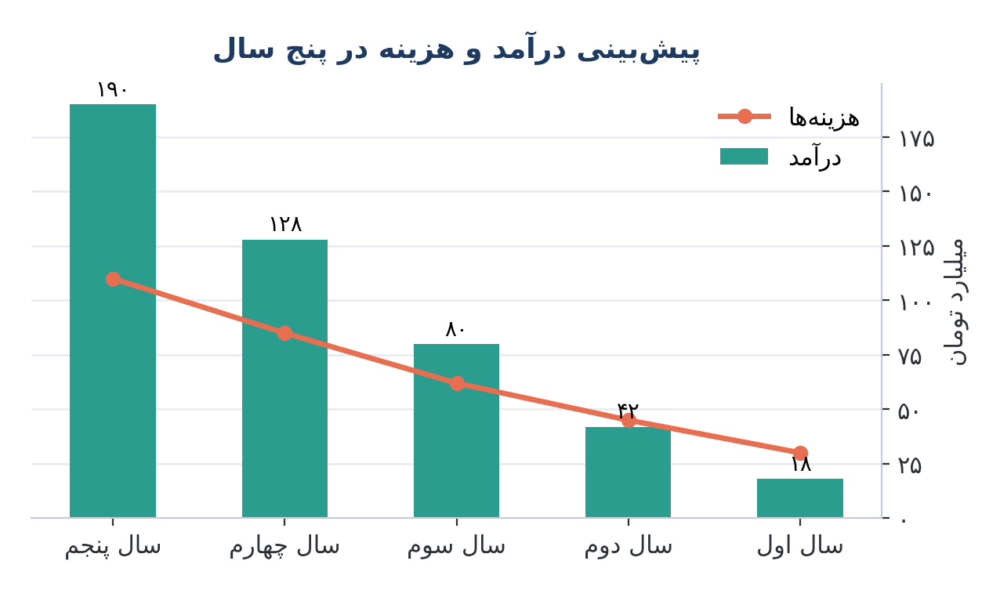 پیش‌بینی درآمد و هزینه در پنج سال
هزینه‌ها
درآمد
۱۷۵
۱۵۰
۱۲۵
۱۰۰
۷۵
۵۰
۲۵
۰
میلیارد تومان
۱۸
۴۲
۸۰
۱۲۸
۱۹۰
سال اول
سال دوم
سال سوم
سال چهارم
سال پنجم